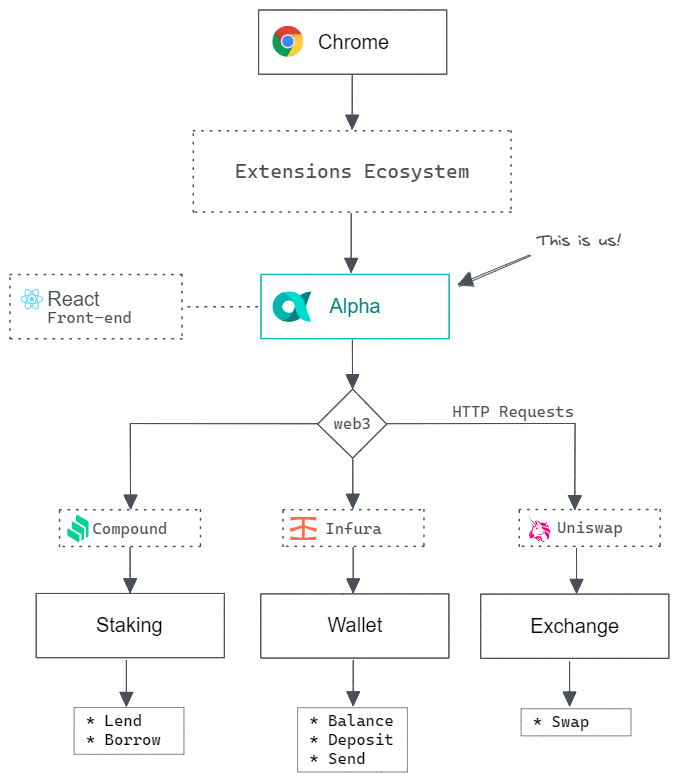 Chrome
Extensions Ecosystem
This is us!
React
Front-end
Alpha
web3
HTTP Requests
Compound
Infura
Uniswap
Staking
Wallet
Exchange
* Lend
* Borrow
* Balance
* Deposit
* Send
* Swap